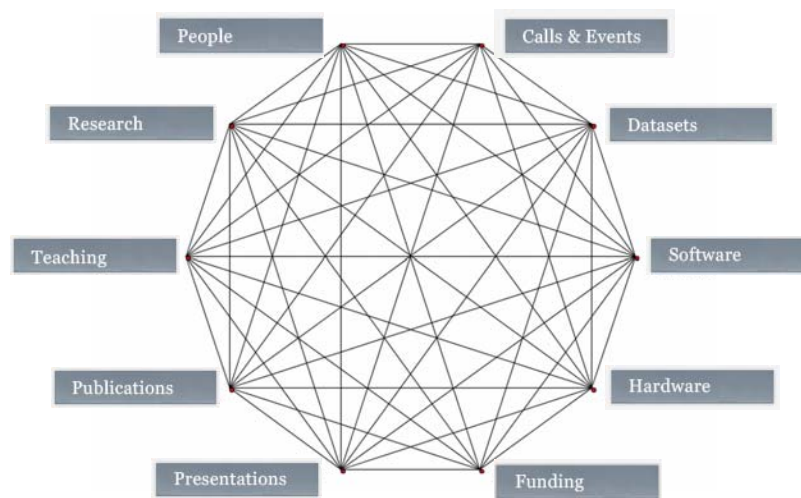 People
Calls & Events
Research
Datasets
Teaching
Software
Publications
Hardware
Presentations
Funding